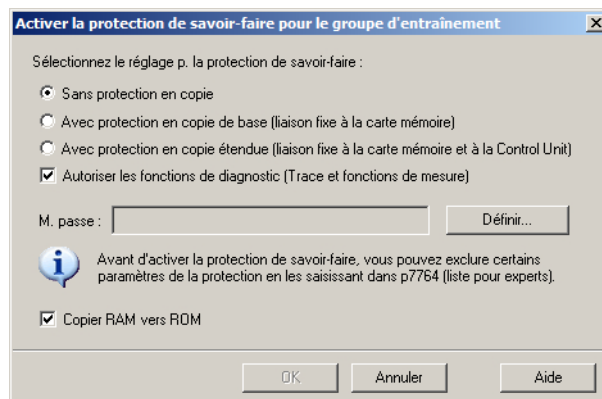 Activer la protection de savoir-faire pour le groupe d'entraînement
Sélectionnez le réglage p. la protection de savoir-faire :
Sans protection en copie
Avec protection en copie de base (liaison fixe à la carte mémoire)
Avec protection en copie étendue (liaison fixe à la carte mémoire et à la Control Unit)
Autoriser les fonctions de diagnostic (Trace et fonctions de mesure)
M. passe :
Définir...
Avant d'activer la protection de savoir-faire, vous pouvez exclure certains
paramètres de la protection en les saisissant dans p7764 (liste pour experts).
Copier RAM vers ROM
OK Annuler Aide